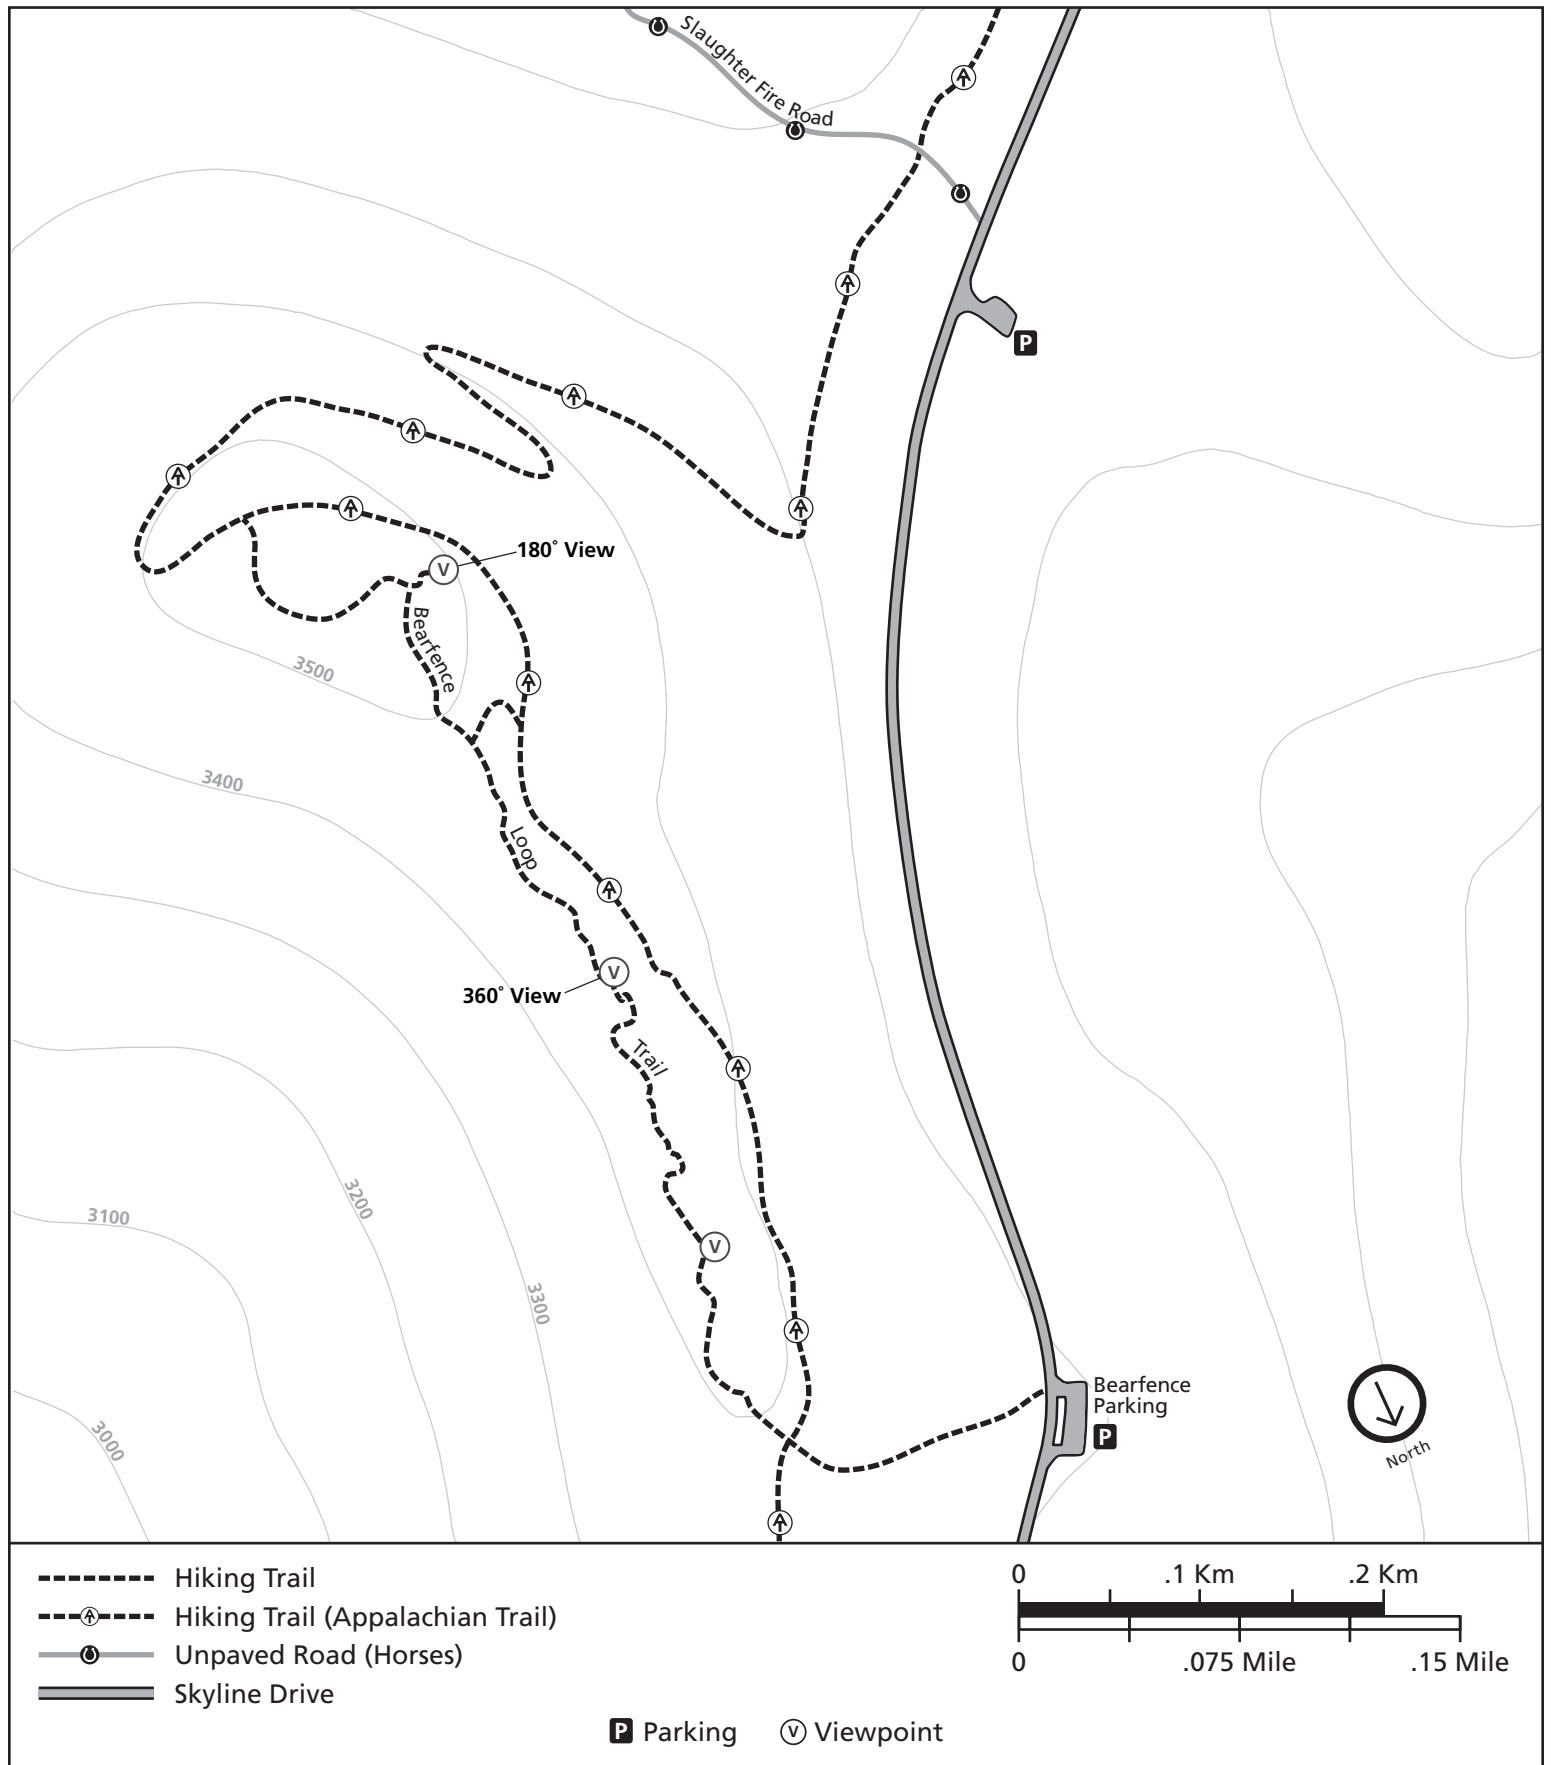 Slaughter Fire Road
P
180° View
V
Bearfence
3500
3400
Loop
V
360° View
Trail
3200
3100
V
3300
Bearfence
Parking
P
3000
North
Hiking Trail
Hiking Trail (Appalachian Trail)
Unpaved Road (Horses)
Skyline Drive
0 .1 Km .2 Km
0 .075 Mile .15 Mile
P Parking V Viewpoint